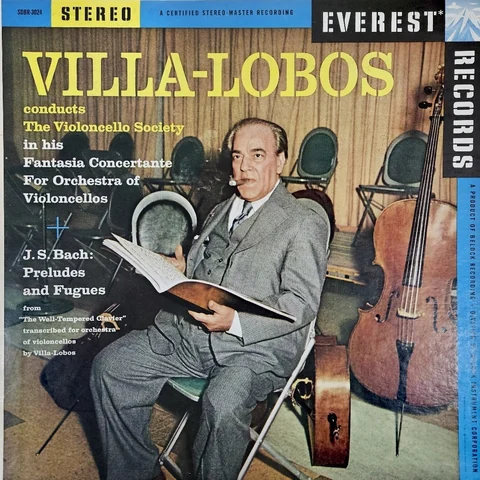 SDBR 3024
STEREO
A CERTIFIED STEREO-MASTER RECORDING
EVEREST
RECORDS
VILLA-LOBOS
conducts
The Violoncello Society
in his
Fantasia Concertante
For Orchestra of
Violoncellos
+
J. S. Bach:
Preludes
and Fugues
from
"The Well-Tempered Clavier"
transcribed for orchestra
of violoncellos
by Villa-Lobos
A PRODUCT OF BELOCK RECORDING
INSTRUMENT CORPORATION